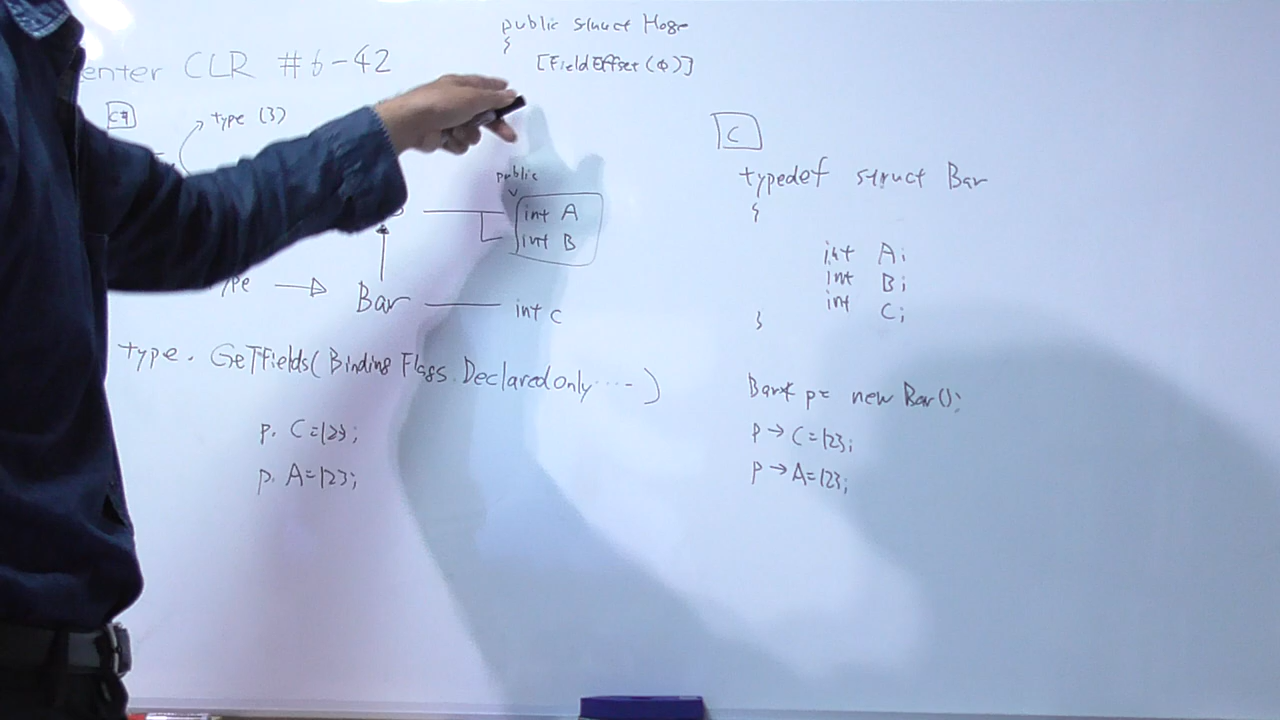 public struct Hoge
{
[FieldOffset(0)]
enter CLR #6-42
C#
type (3)
public
int A
int B
Bar
int C
type. GetFields(Binding Flags. Declaredonly ....- )
p. C=123;
p. A=123;
C
typedef struct Bar
{
int A;
int B;
int C;
}
Bar* p= new Bar();
p→C=123;
p→A=123;